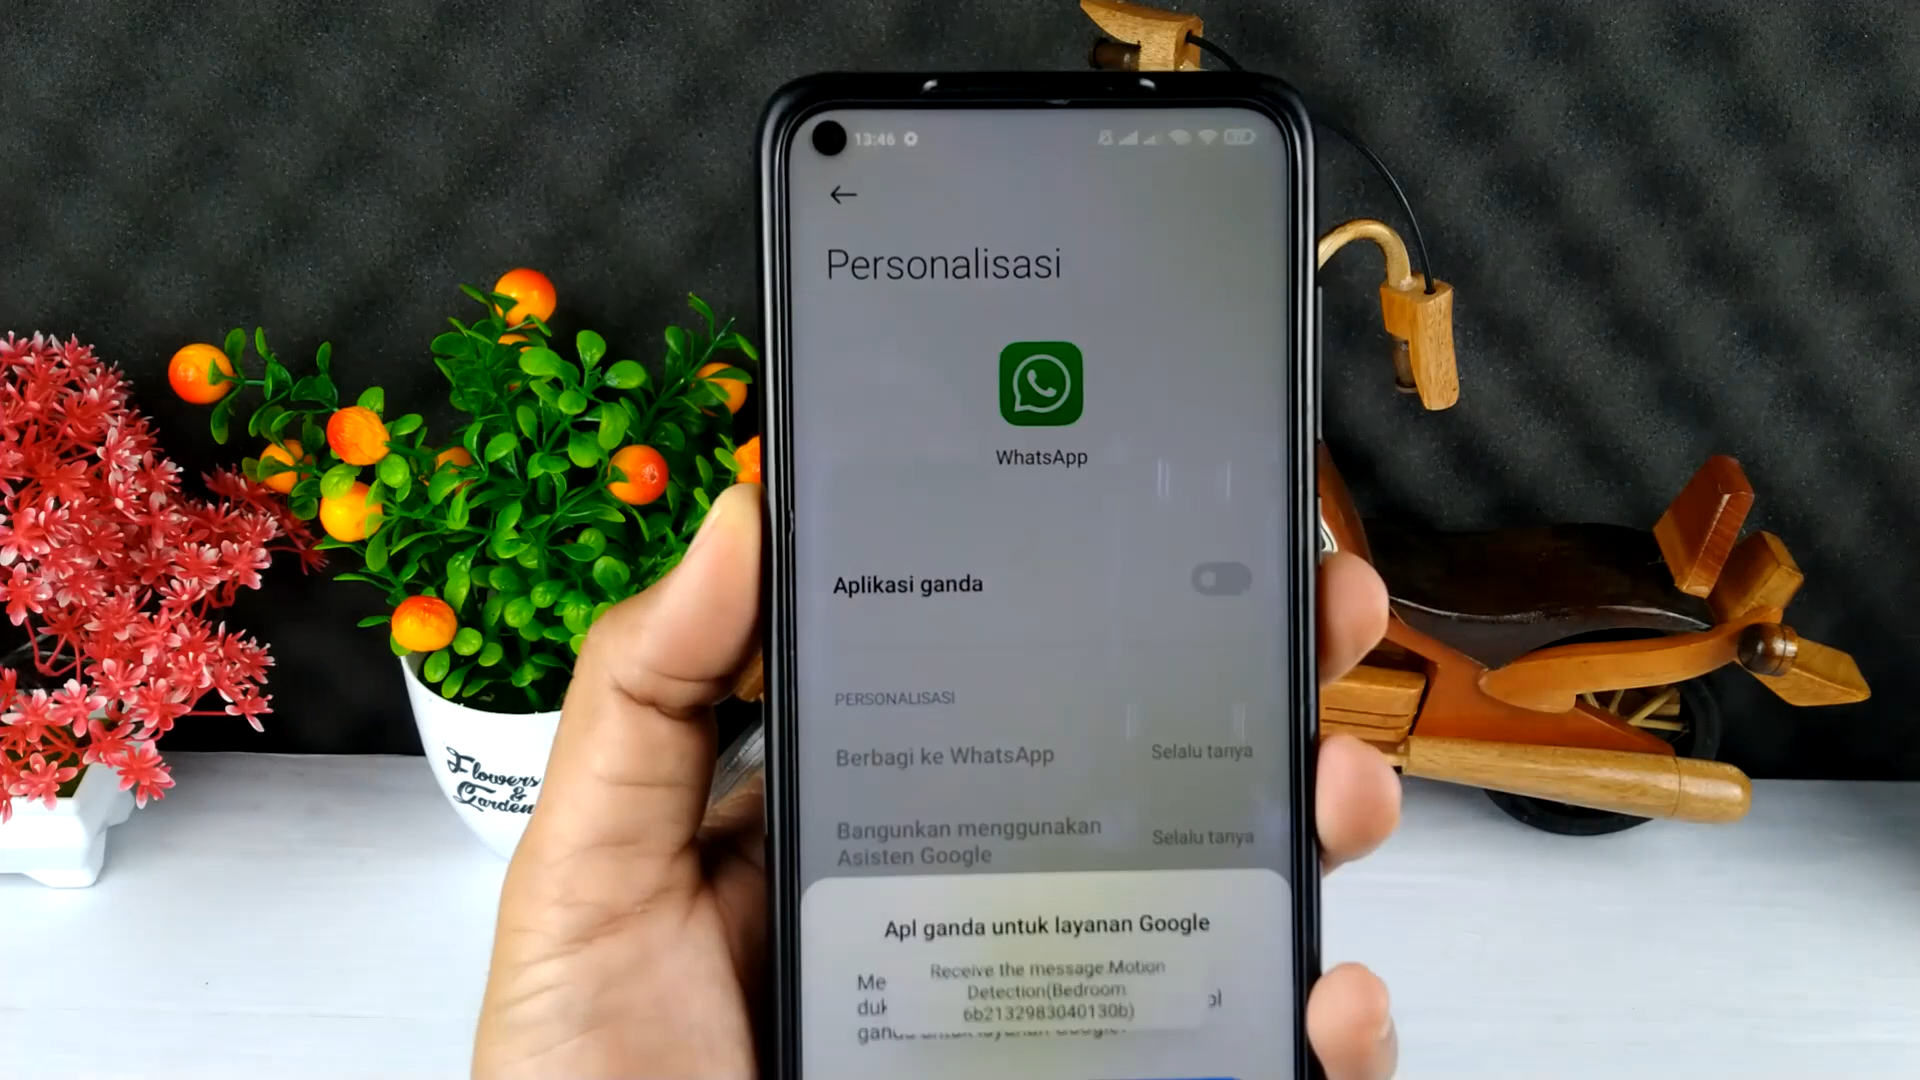 13:46
Personalisasi
WhatsApp
Aplikasi ganda
PERSONALISASI
Berbagi ke WhatsApp
Selalu tanya
Bangunkan menggunakan
Asisten Google
Selalu tanya
Apl ganda untuk layanan Google
Receive the message:Motion
Detection(Bedroom
6b2132983040130b)
Flowers
&
Garden